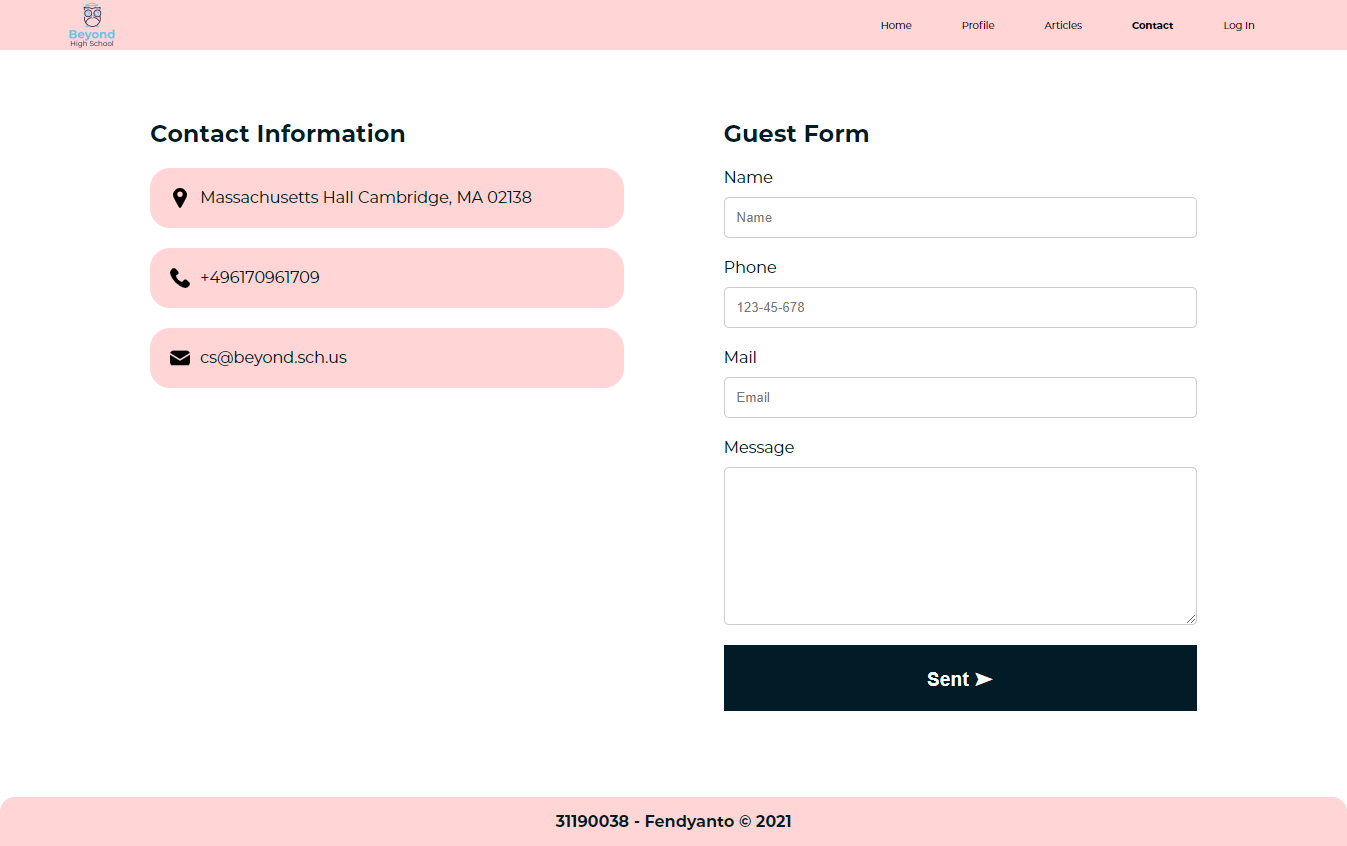 Beyond
High School
Home
Profile
Articles
Contact
Log In
Contact Information
Massachusetts Hall Cambridge, MA 02138
+496170961709
cs@beyond.sch.us
Guest Form
Name
Name
Phone
123-45-678
Mail
Email
Message
Sent
31190038 - Fendyanto © 2021